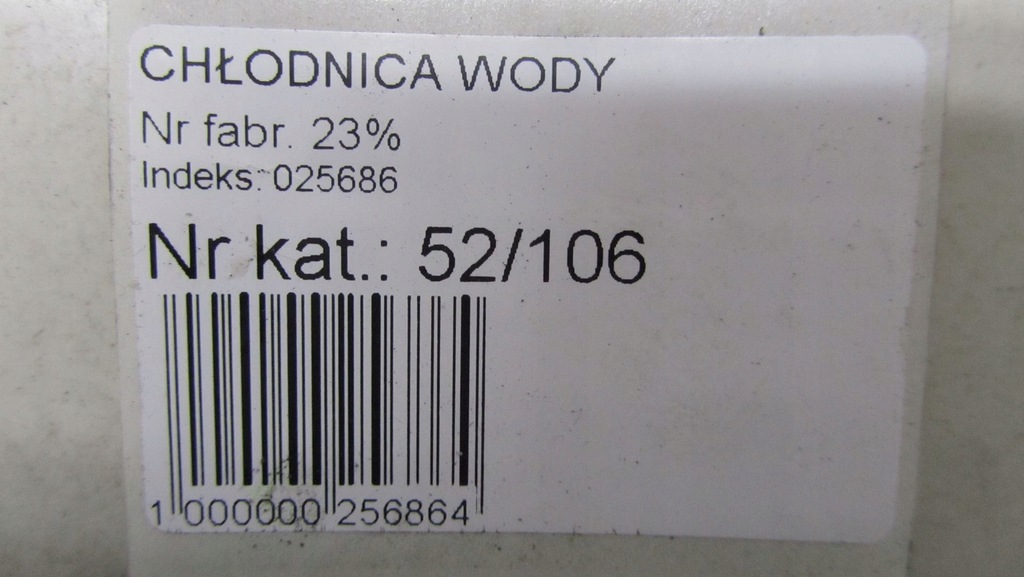 CHŁODNICA WODY
Nr fabr. 23%
Indeks: 025686
Nr kat.: 52/106
1 000000 256864